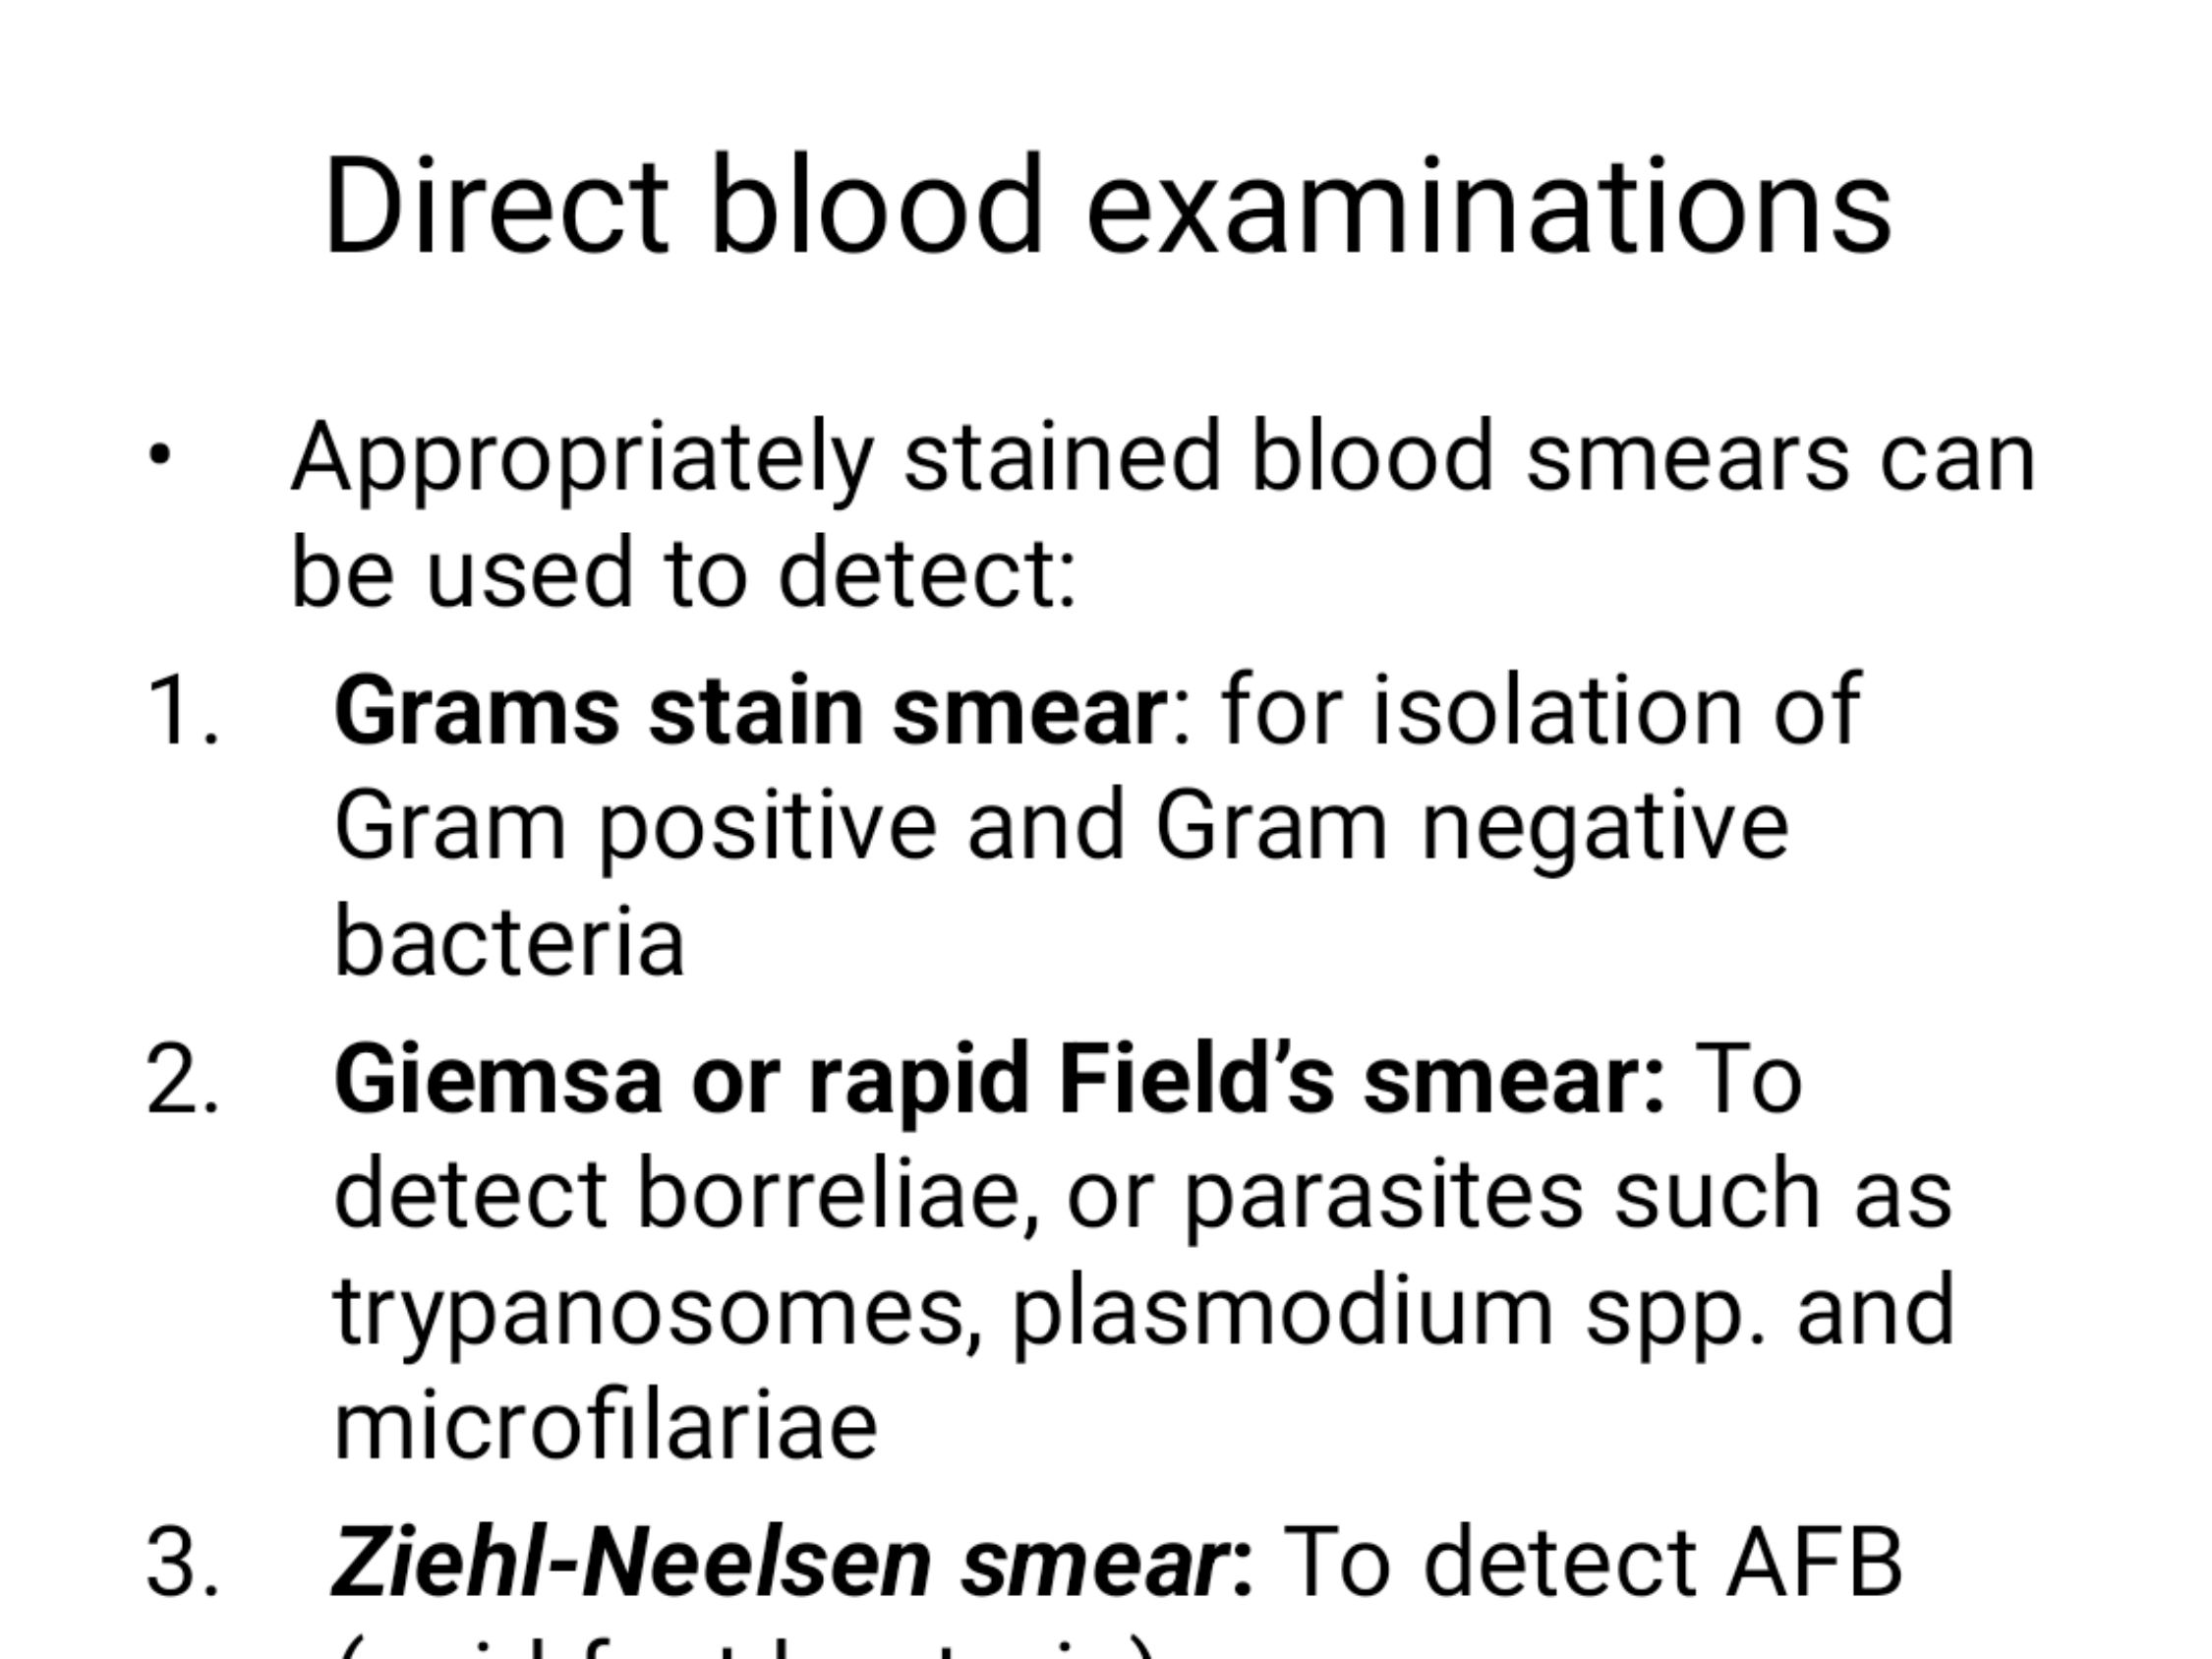 Direct blood examinations
• Appropriately stained blood smears can
be used to detect:
1. Grams stain smear: for isolation of
Gram positive and Gram negative
bacteria
2. Giemsa or rapid Field’s smear: To
detect borreliae, or parasites such as
trypanosomes, plasmodium spp. and
microfilariae
3. Ziehl-Neelsen smear: To detect AFB